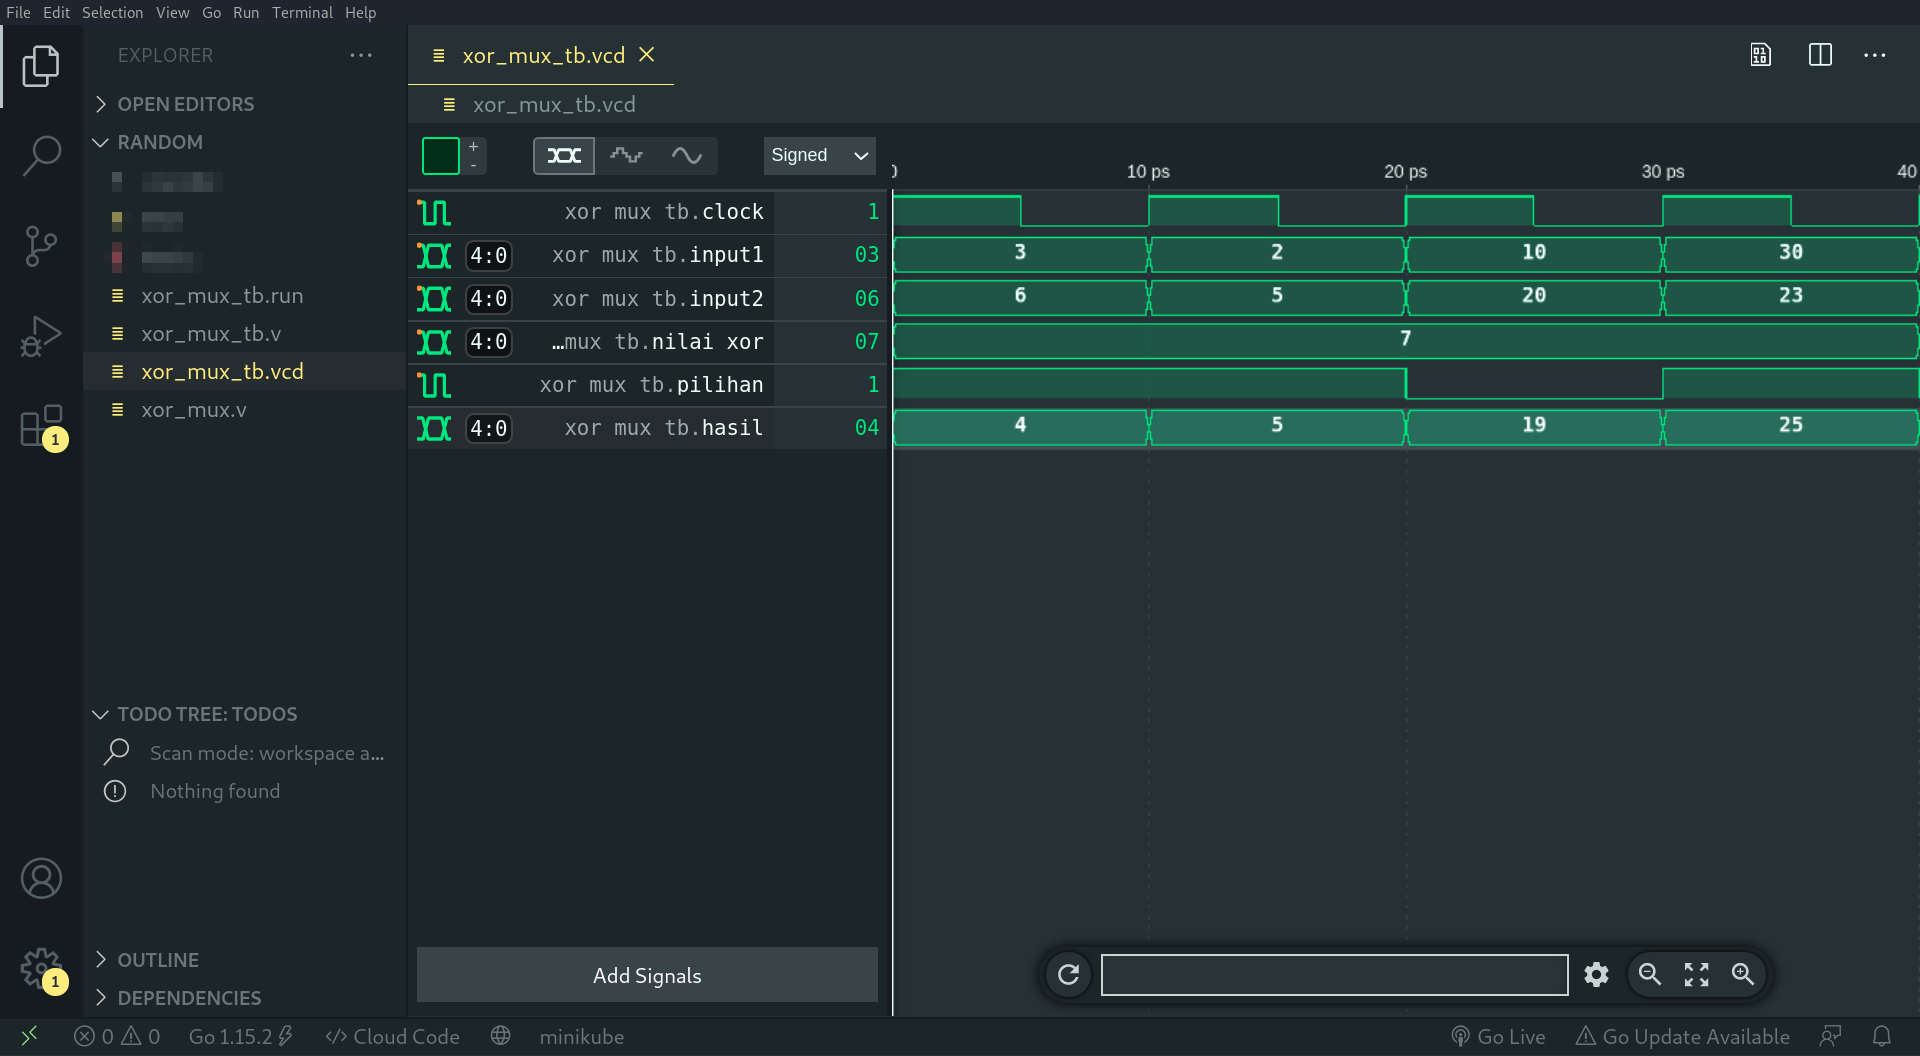 File Edit Selection View Go Run Terminal Help
EXPLORER
OPEN EDITORS
RANDOM
xor_mux_tb.run
xor_mux_tb.v
xor_mux_tb.vcd
xor_mux.v
TODO TREE: TODOS
Scan mode: workspace a...
Nothing found
OUTLINE
DEPENDENCIES
1
1
xor_mux_tb.vcd
xor_mux_tb.vcd
+
-
Signed
0 10 ps 20 ps 30 ps 40
xor mux tb.clock 1
4:0 xor mux tb.input1 03 3 2 10 30
4:0 xor mux tb.input2 06 6 5 20 23
4:0 …mux tb.nilai xor 07 7
xor mux tb.pilihan 1
4:0 xor mux tb.hasil 04 4 5 19 25
Add Signals
0 0 Go 1.15.2 Cloud Code minikube Go Live Go Update Available